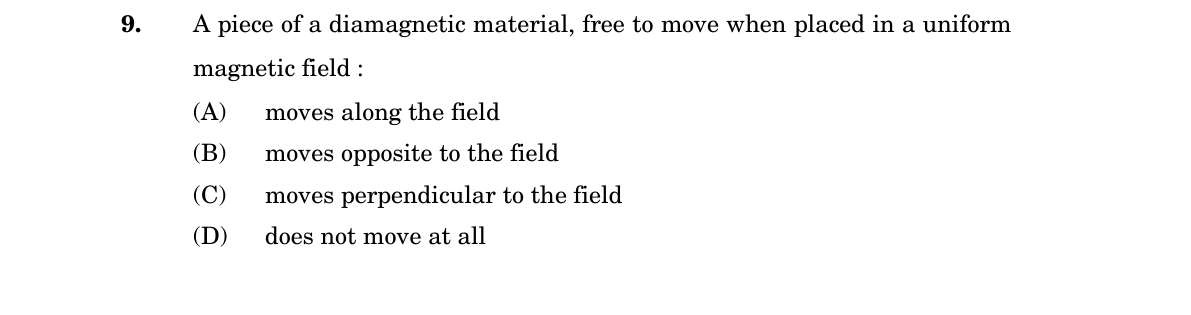 9. A piece of a diamagnetic material, free to move when placed in a uniform
magnetic field :
(A) moves along the field
(B) moves opposite to the field
(C) moves perpendicular to the field
(D) does not move at all